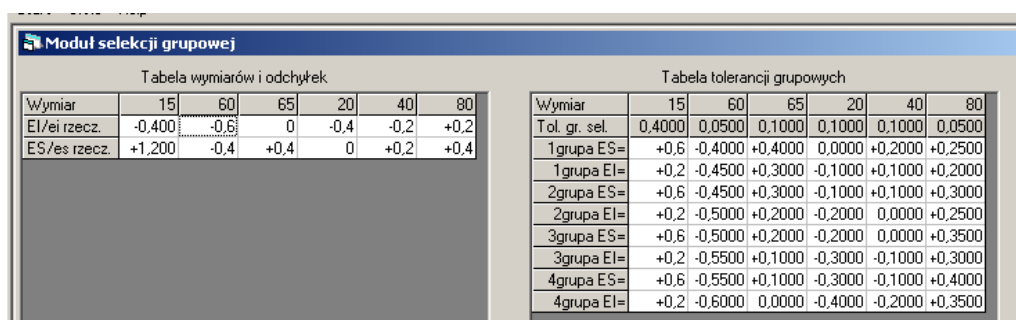 Moduł selekcji grupowej
Tabela wymiarów i odchyłek
Wymiar 15 60 65 20 40 80
EI/ei rzecz. -0,400 -0,6 0 -0,4 -0,2 +0,2
ES/es rzecz. +1,200 -0,4 +0,4 0 +0,2 +0,4
Tabela tolerancji grupowych
Wymiar 15 60 65 20 40 80
Tol. gr. sel. 0,4000 0,0500 0,1000 0,1000 0,1000 0,0500
1grupa ES= +0,6 -0,4000 +0,4000 0,0000 +0,2000 +0,2500
1grupa EI= +0,2 -0,4500 +0,3000 -0,1000 +0,1000 +0,2000
2grupa ES= +0,6 -0,4500 +0,3000 -0,1000 +0,1000 +0,3000
2grupa EI= +0,2 -0,5000 +0,2000 -0,2000 0,0000 +0,2500
3grupa ES= +0,6 -0,5000 +0,2000 -0,2000 0,0000 +0,3500
3grupa EI= +0,2 -0,5500 +0,1000 -0,3000 -0,1000 +0,3000
4grupa ES= +0,6 -0,5500 +0,1000 -0,3000 -0,1000 +0,4000
4grupa EI= +0,2 -0,6000 0,0000 -0,4000 -0,2000 +0,3500